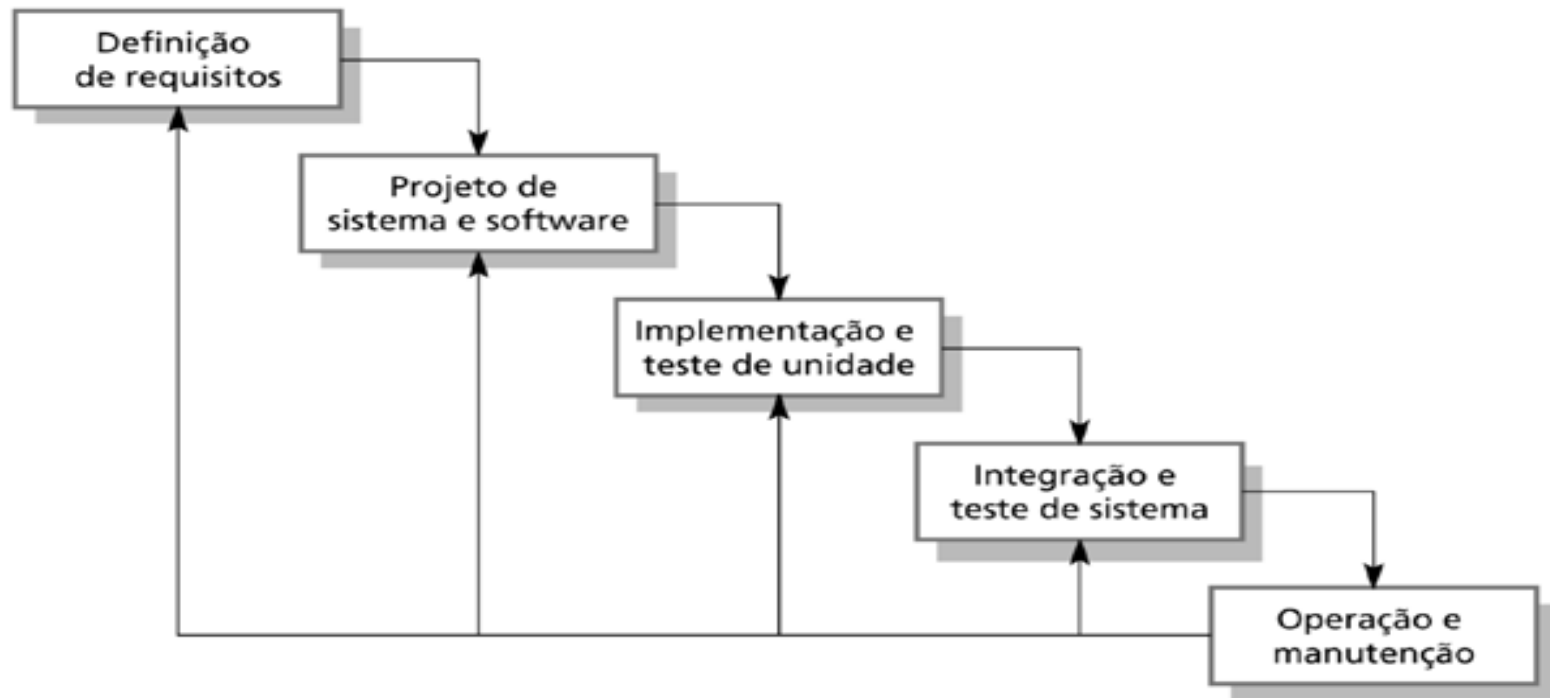 Definição
de requisitos
Projeto de
sistema e software
Implementação e
teste de unidade
Integração e
teste de sistema
Operação e
manutenção